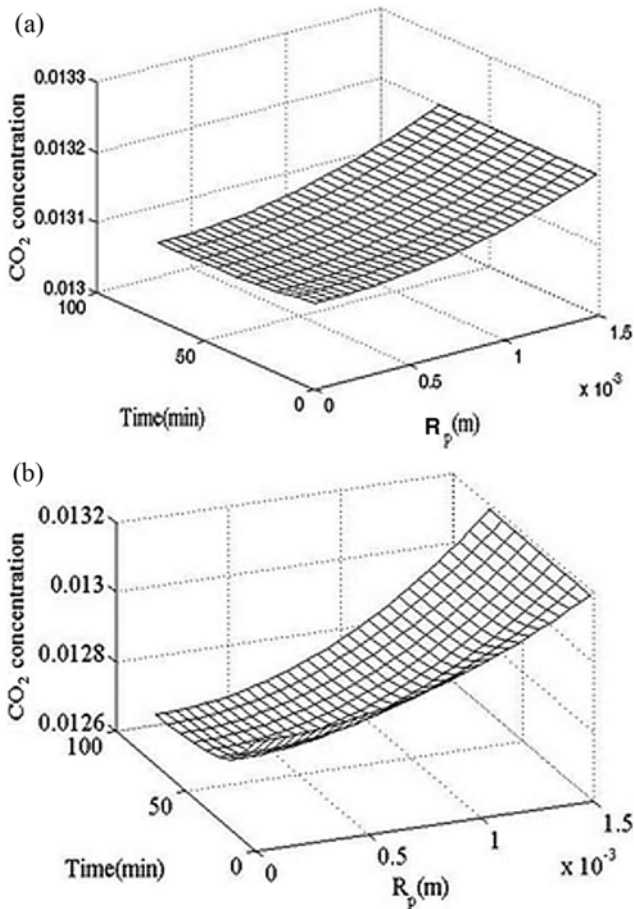 (a)
0.0133
0.0132
0.0131
0.013
CO₂ concentration
100
50
0
Time(min)
0
0.5
1
1.5
x 10⁻³
Rₚ(m)
(b)
0.0132
0.013
0.0128
0.0126
CO₂ concentration
100
50
0
Time(min)
0
0.5
1
1.5
x 10⁻³
Rₚ(m)